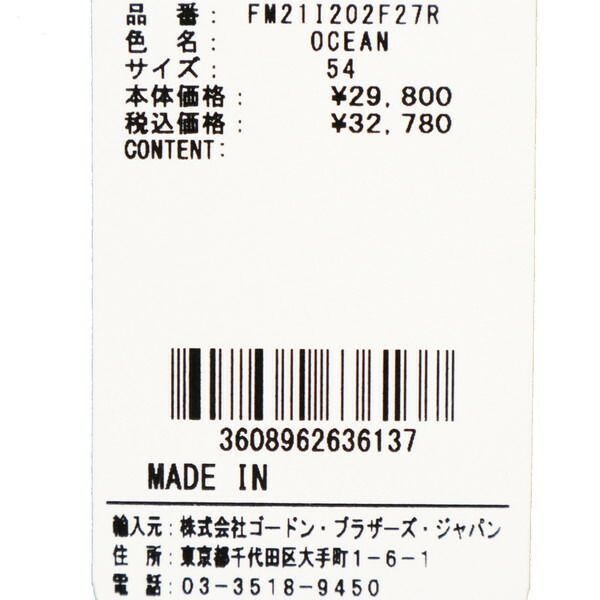 品 番: FM21I202F27R
色 名: OCEAN
サイズ: 54
本体価格: ¥29,800
税込価格: ¥32,780
CONTENT:
3608962636137
MADE IN
輸入元:株式会社ゴードン・ブラザーズ・ジャパン
住 所:東京都千代田区大手町1-6-1
電 話:03-3518-9450